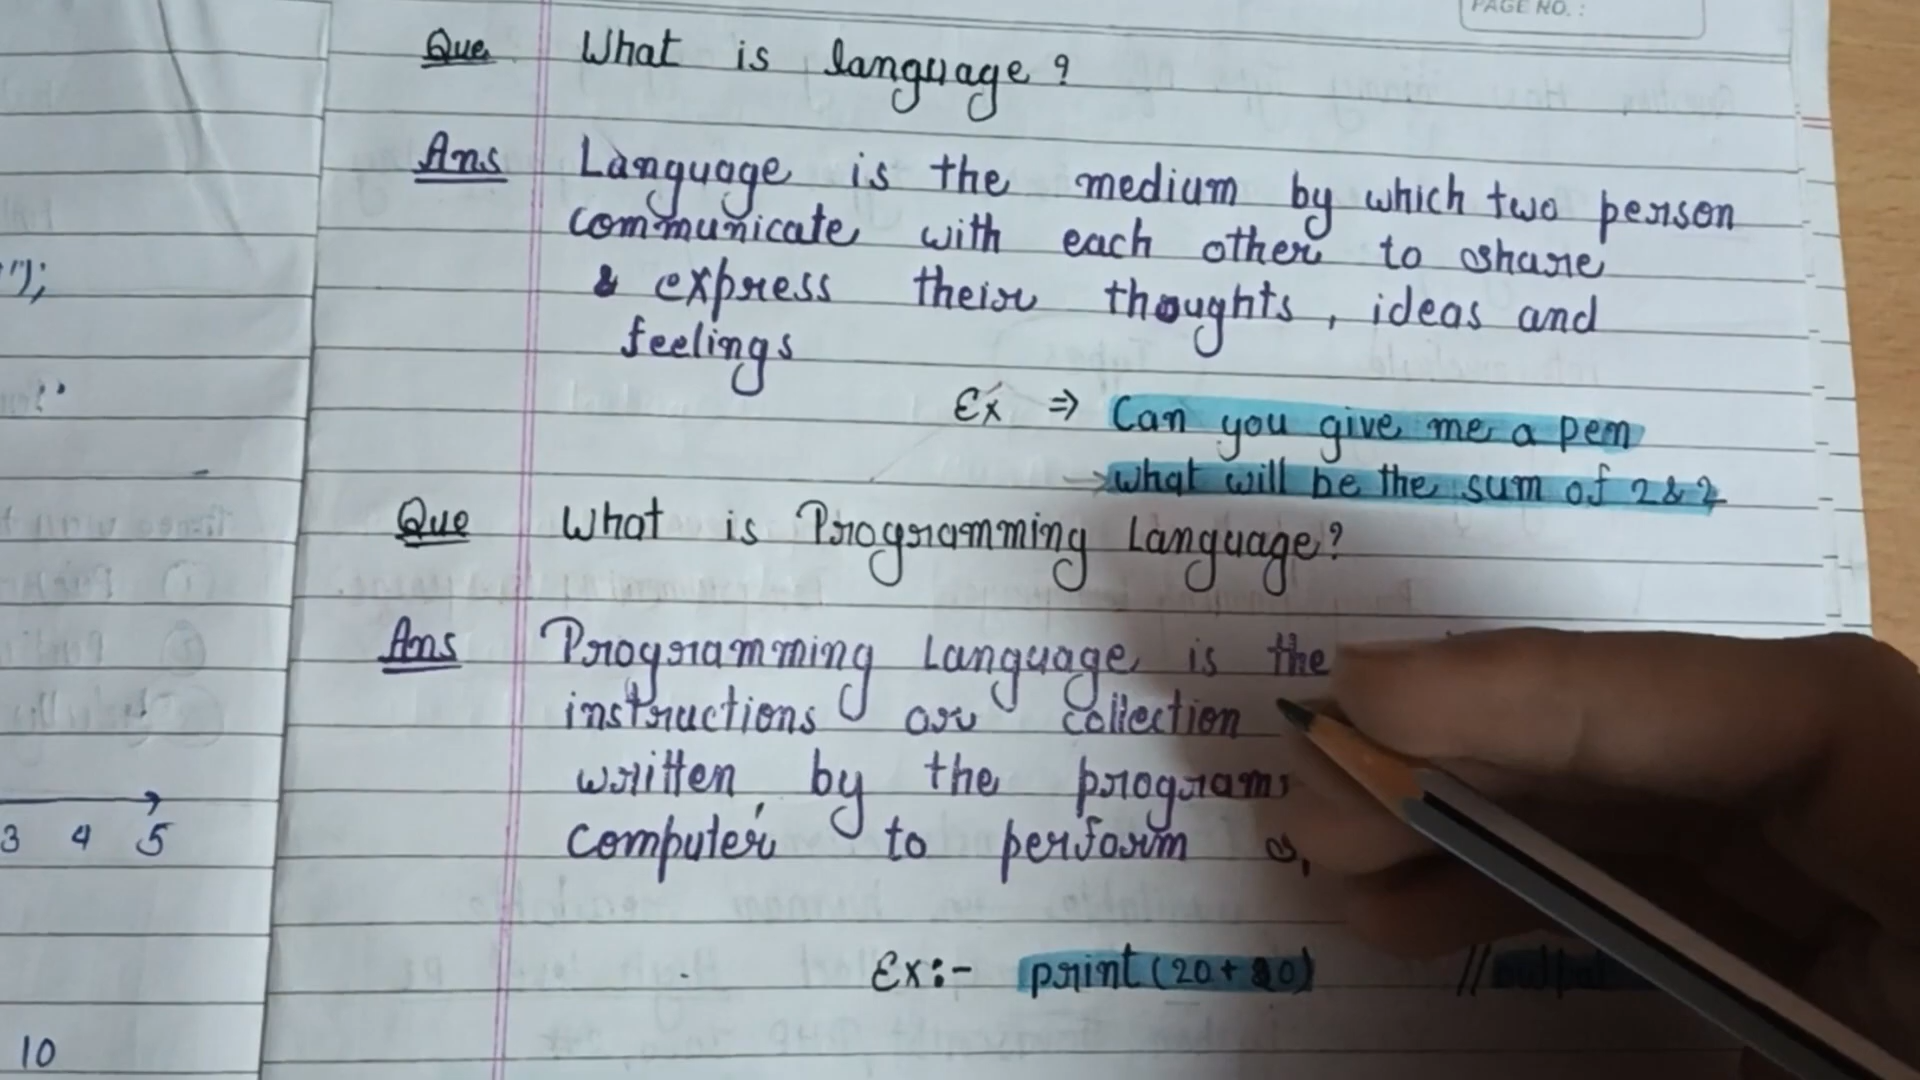 PAGE NO. :
Que What is language?
Ans Language is the medium by which two person
communicate with each other to share
& express their thoughts, ideas and
feelings
Ex ⇒ Can you give me a pen
→ what will be the sum of 2 & 2
Que What is Programming Language?
Ans Programming Language is the
instructions or collection
written by the program
computer to perform
Ex:- print(20+20) //
");
3 4 5
10